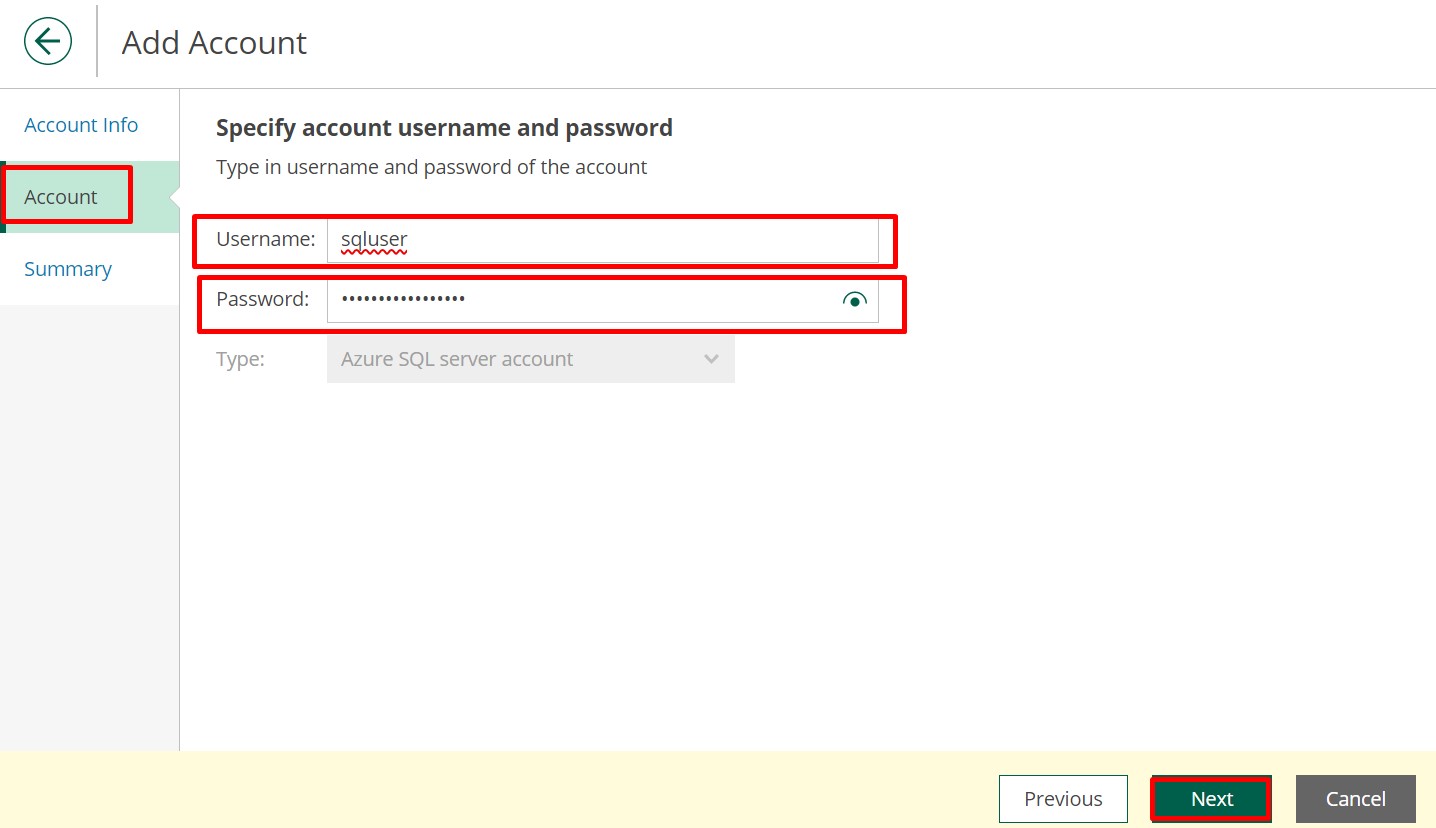 Add Account
Account Info
Account
Summary
Specify account username and password
Type in username and password of the account
Username: sqluser
Password: •••••••••••••••••
Type: Azure SQL server account
Previous Next Cancel